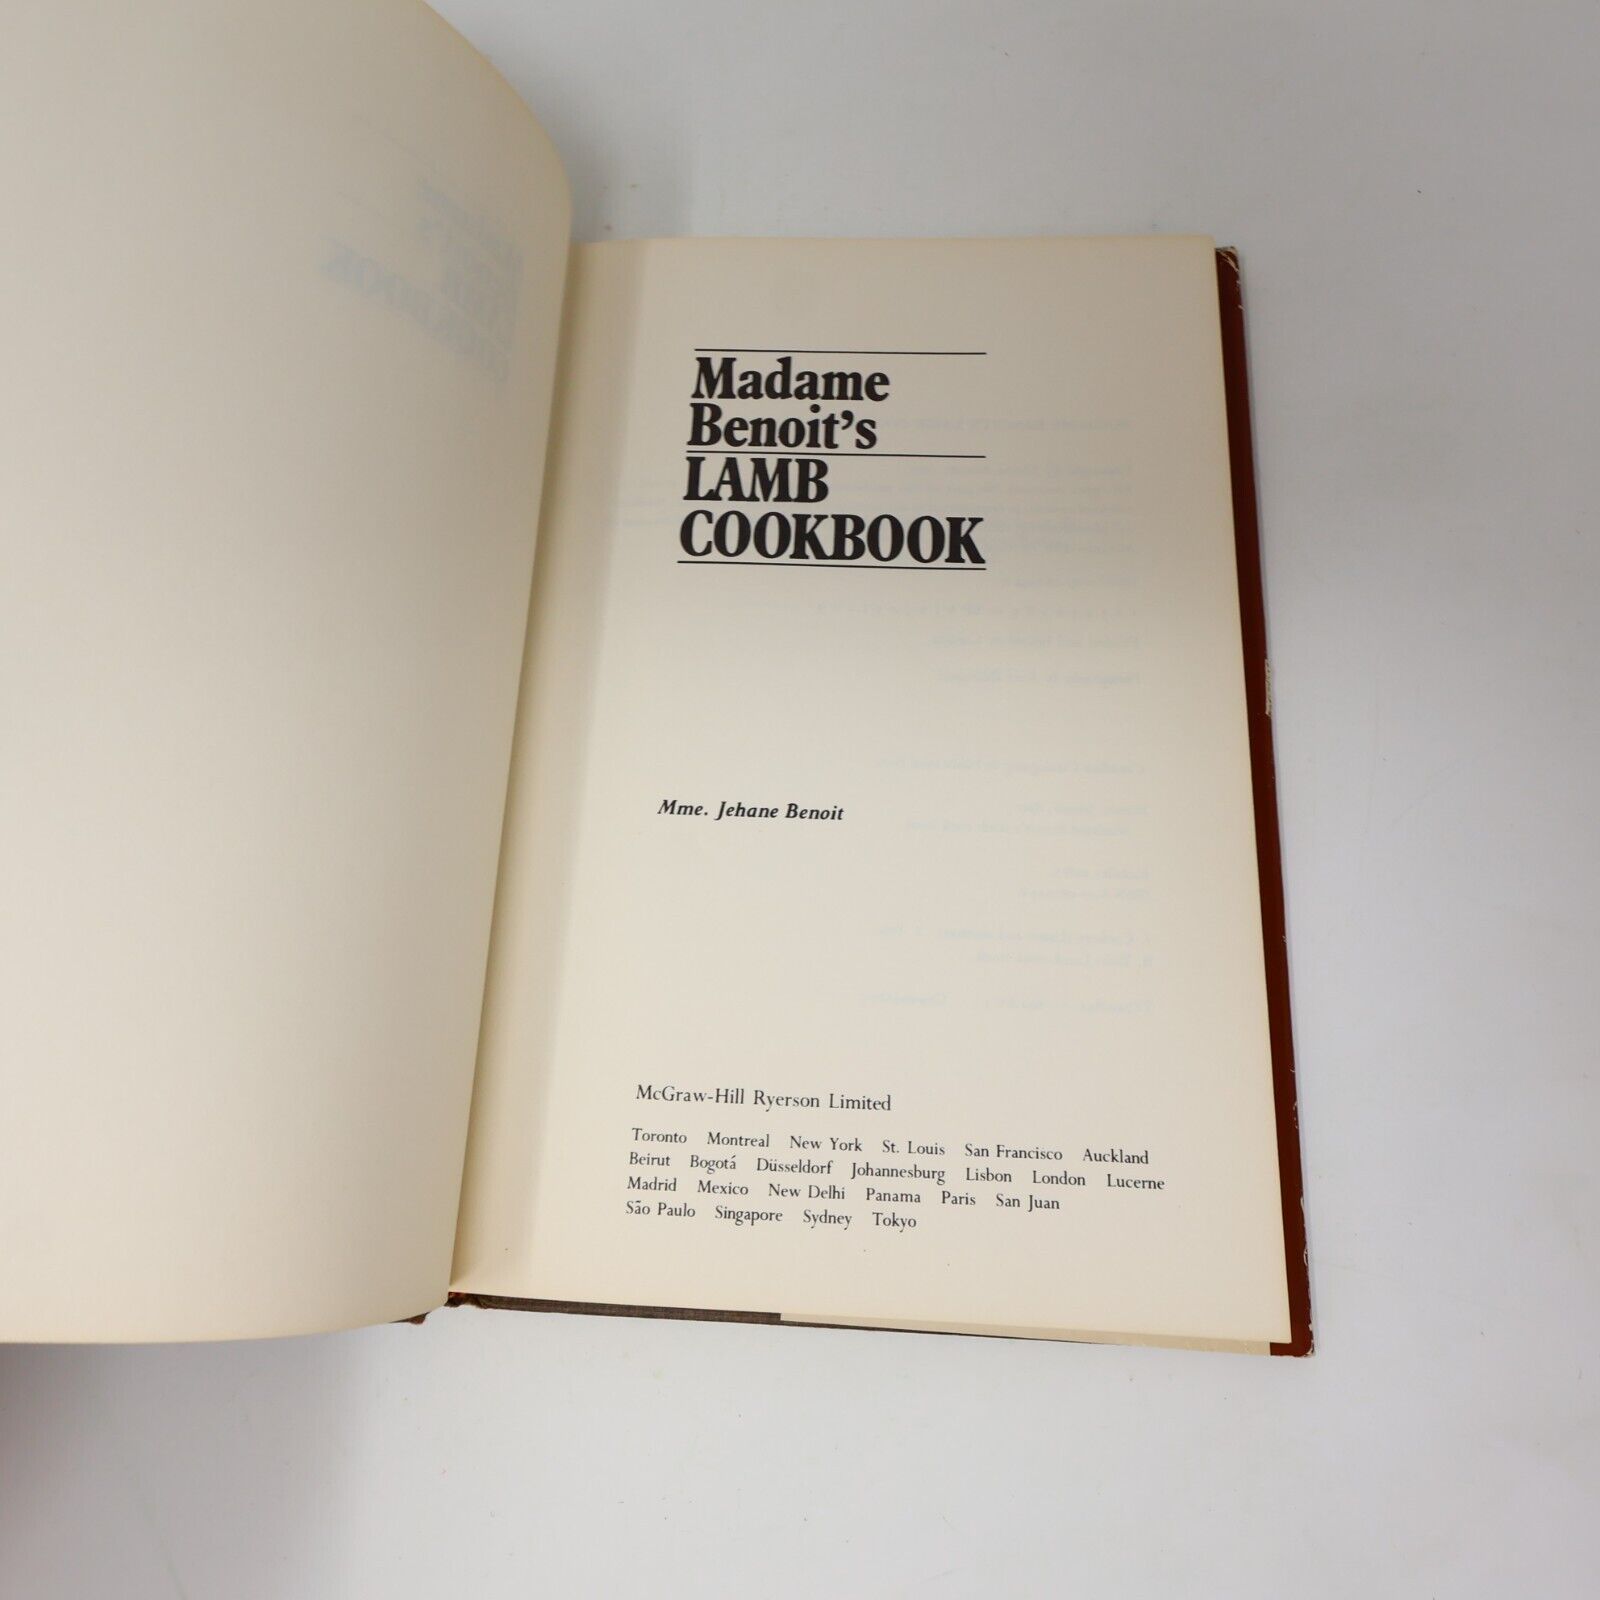 Madame
Benoit's
LAMB
COOKBOOK
Mme. Jehane Benoit
McGraw-Hill Ryerson Limited
Toronto Montreal New York St. Louis San Francisco Auckland
Beirut Bogotá Düsseldorf Johannesburg Lisbon London Lucerne
Madrid Mexico New Delhi Panama Paris San Juan
São Paulo Singapore Sydney Tokyo